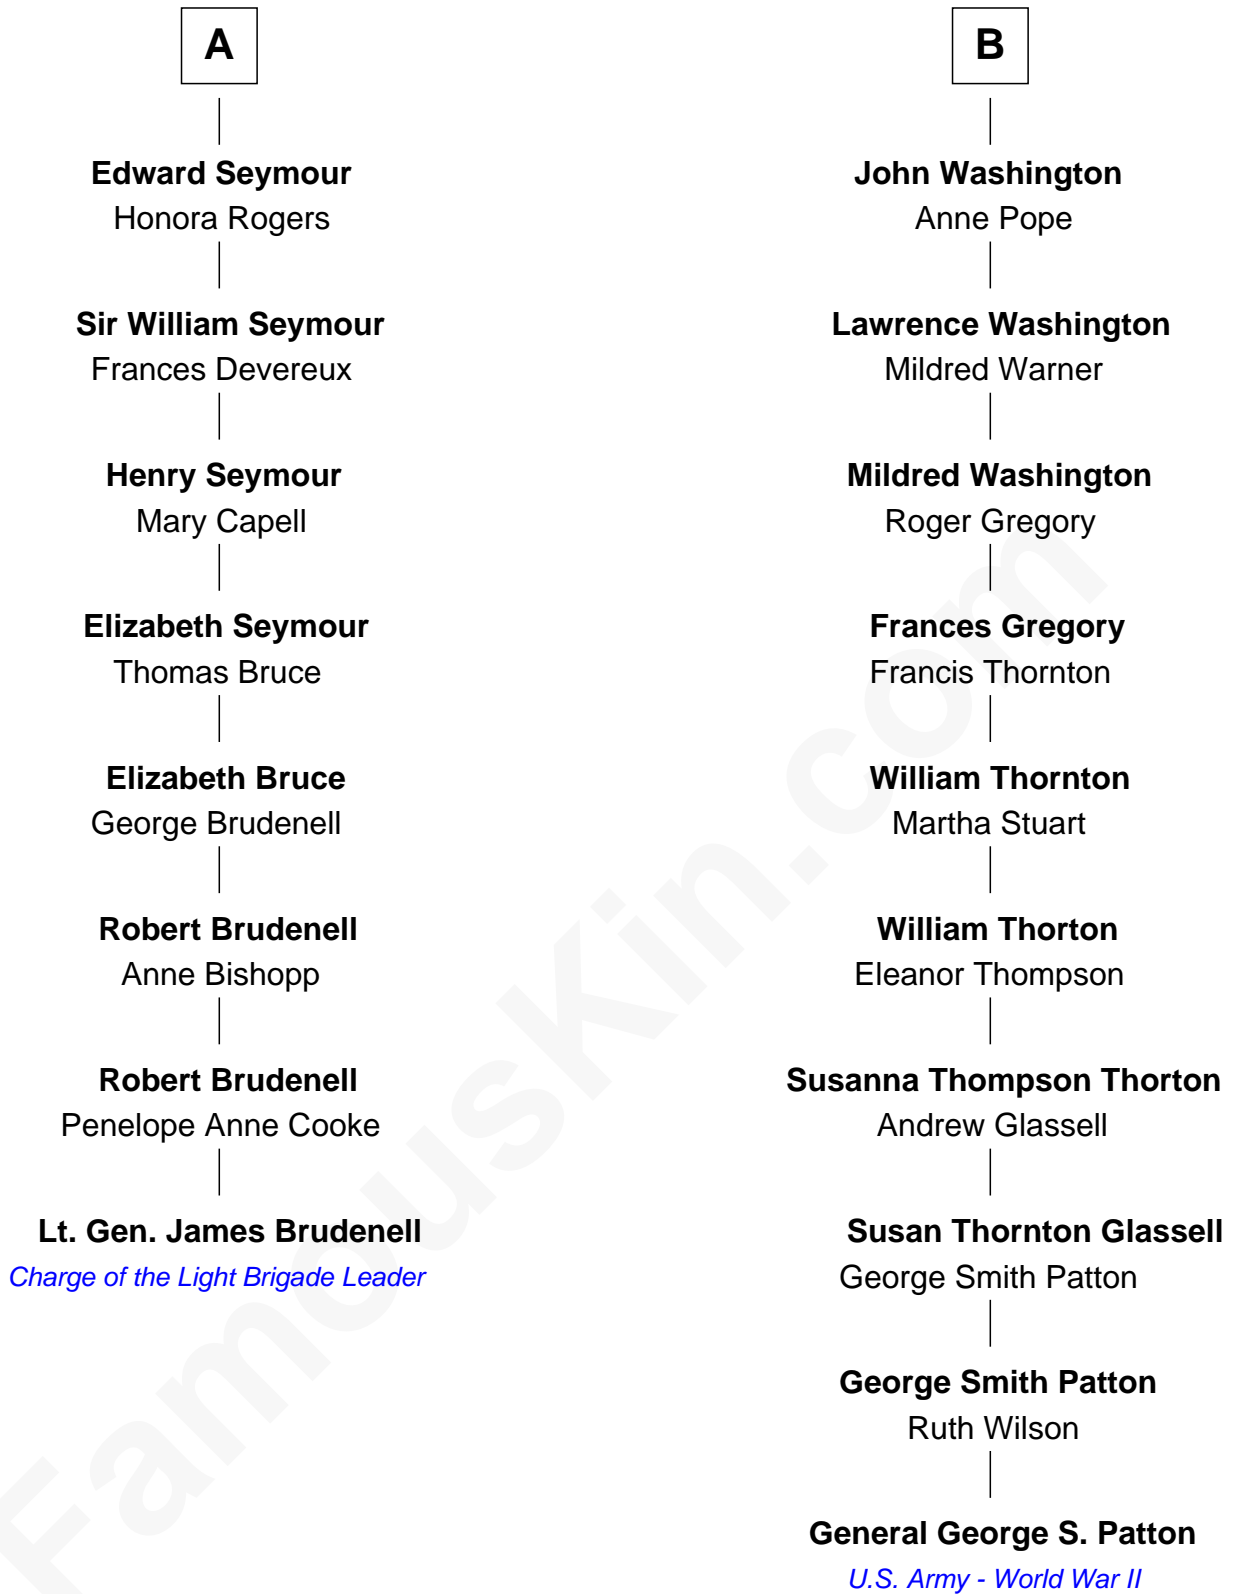 A
Edward Seymour
Honora Rogers
Sir William Seymour
Frances Devereux
Henry Seymour
Mary Capell
Elizabeth Seymour
Thomas Bruce
Elizabeth Bruce
George Brudenell
Robert Brudenell
Anne Bishopp
Robert Brudenell
Penelope Anne Cooke
Lt. Gen. James Brudenell
Charge of the Light Brigade Leader
B
John Washington
Anne Pope
Lawrence Washington
Mildred Warner
Mildred Washington
Roger Gregory
Frances Gregory
Francis Thornton
William Thornton
Martha Stuart
William Thorton
Eleanor Thompson
Susanna Thompson Thorton
Andrew Glassell
Susan Thornton Glassell
George Smith Patton
George Smith Patton
Ruth Wilson
General George S. Patton
U.S. Army - World War II
FamousKin.com